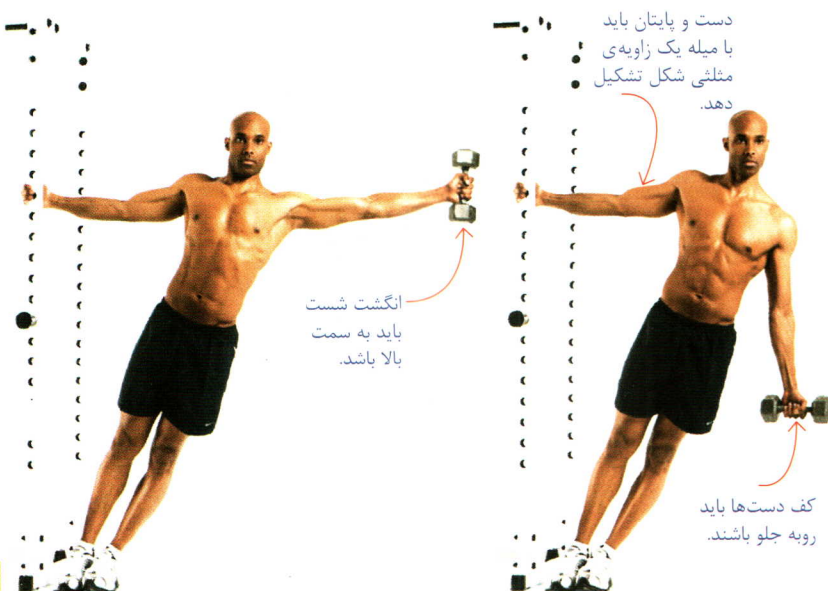 دست و پایتان باید
با میله یک زاویه‌ی
مثلثی شکل تشکیل
دهد.
انگشت شست
باید به سمت
بالا باشد.
کف دست‌ها باید
روبه جلو باشند.